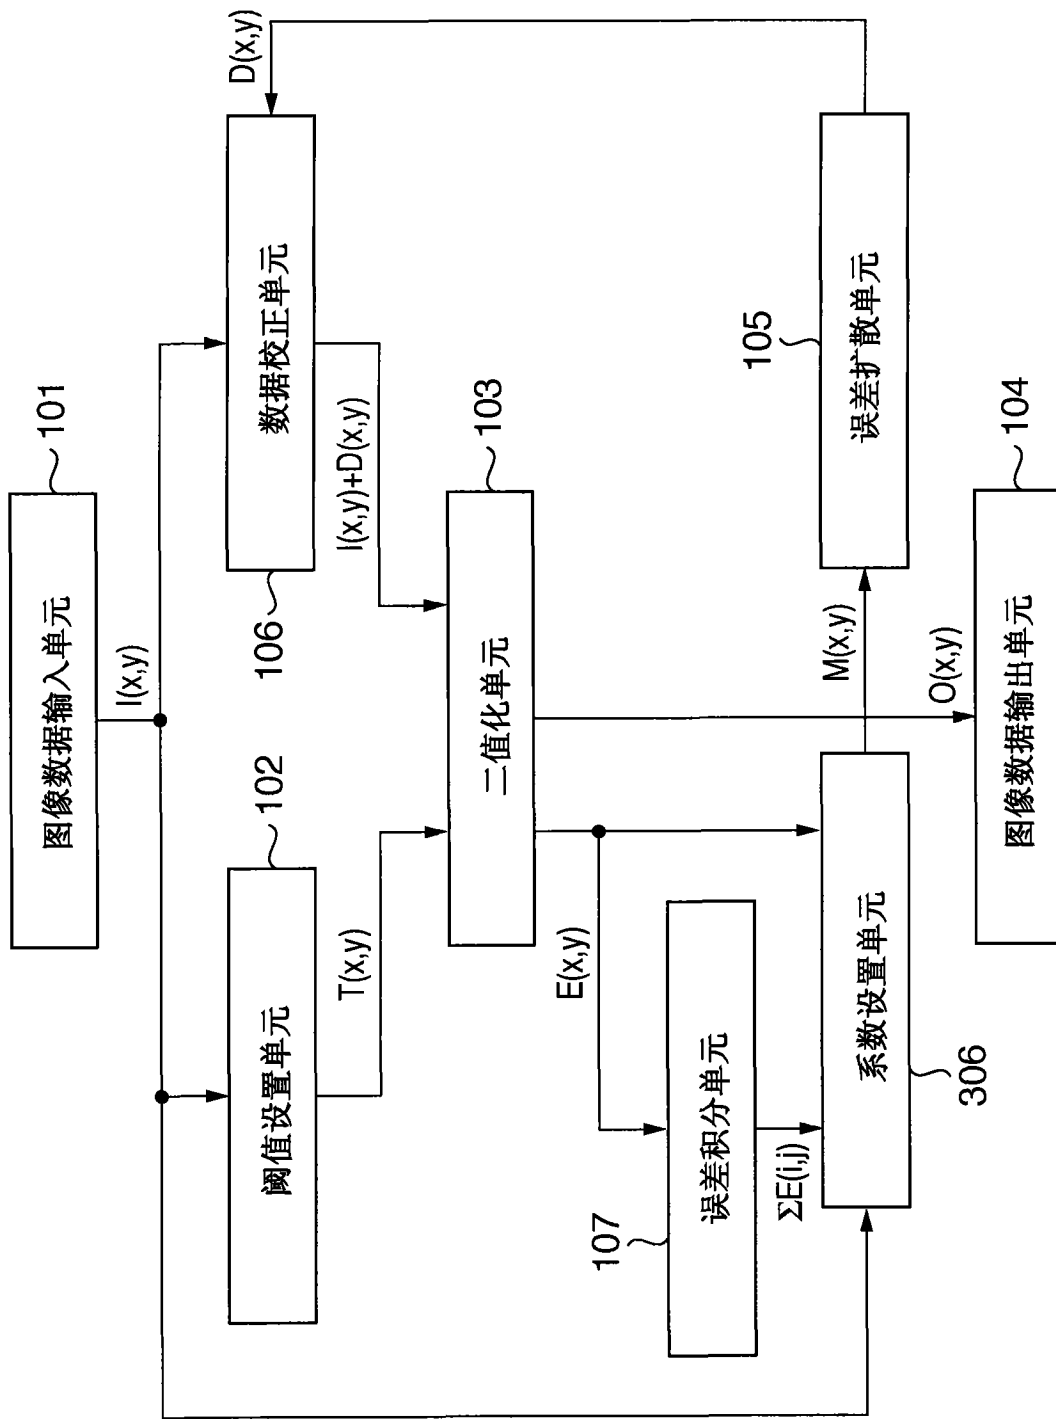 图像数据输入单元
101
I(x,y)
阈值设置单元
102
T(x,y)
数据校正单元
106
D(x,y)
I(x,y)+D(x,y)
二值化单元
103
E(x,y)
误差积分单元
107
ΣE(i,j)
系数设置单元
306
M(x,y)
误差扩散单元
105
O(x,y)
图像数据输出单元
104